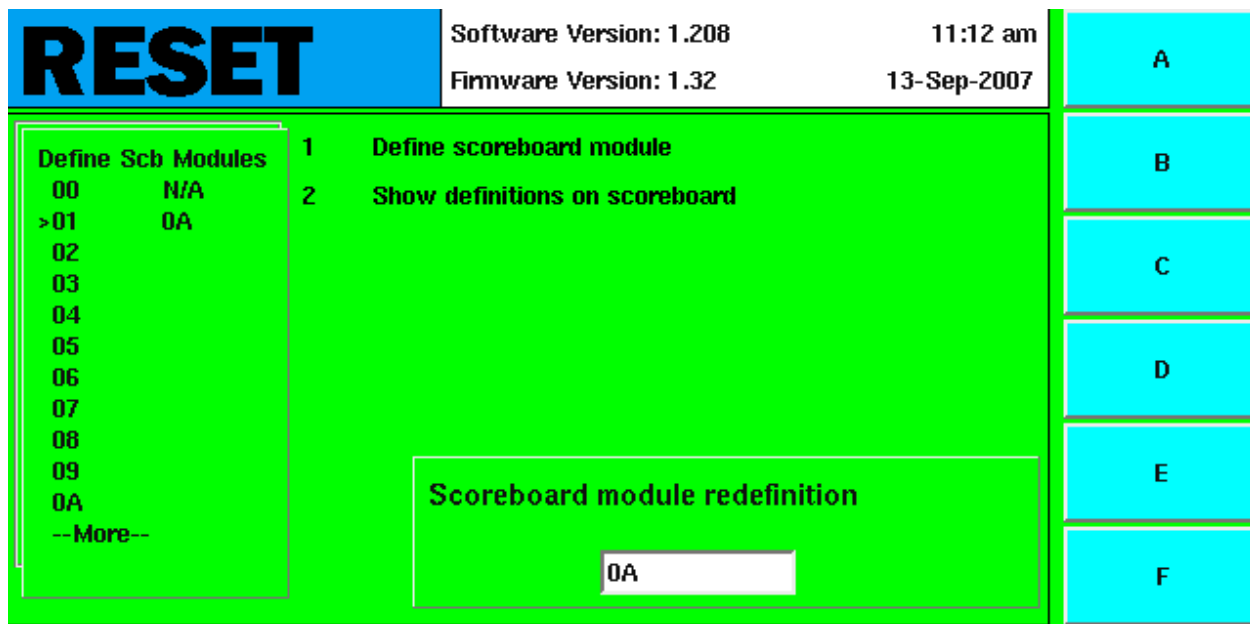 RESET
Software Version: 1.208 11:12 am
Firmware Version: 1.32 13-Sep-2007
Define Scb Modules
00 N/A
>01 0A
02
03
04
05
06
07
08
09
0A
--More--
1 Define scoreboard module
2 Show definitions on scoreboard
Scoreboard module redefinition
0A
A
B
C
D
E
F